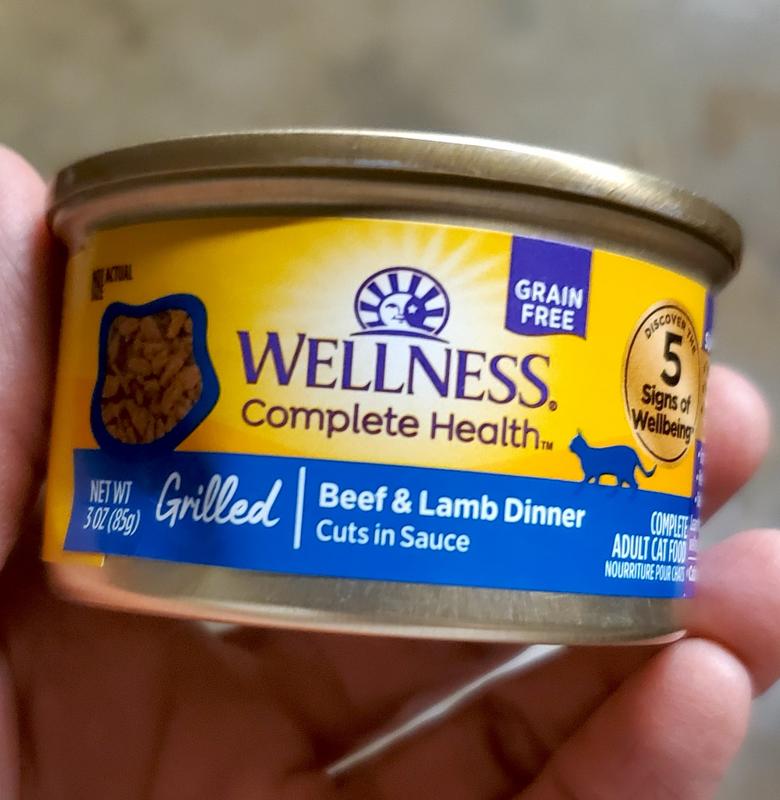 ACTUAL
GRAIN
FREE
WELLNESS®
Complete Health™
DISCOVER THE
5
Signs of
Wellbeing
NET WT
3 OZ (85g)
Grilled
Beef & Lamb Dinner
Cuts in Sauce
COMPLETE
ADULT CAT FOOD
NOURRITURE POUR CHATS